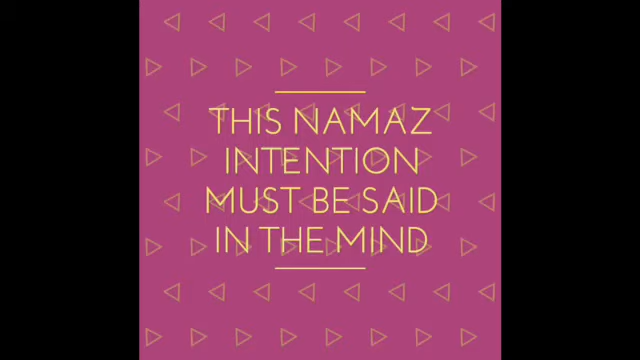 THIS NAMAZ
INTENTION
MUST BE SAID
IN THE MIND